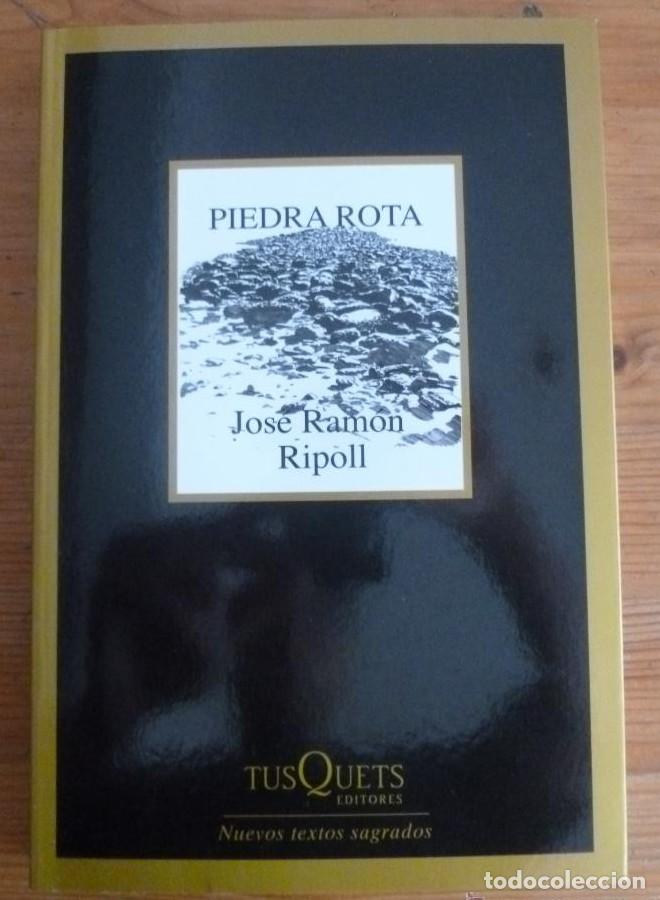 PIEDRA ROTA
José Ramón
Ripoll
TUSQUETS
EDITORES
Nuevos textos sagrados
todocoleccion